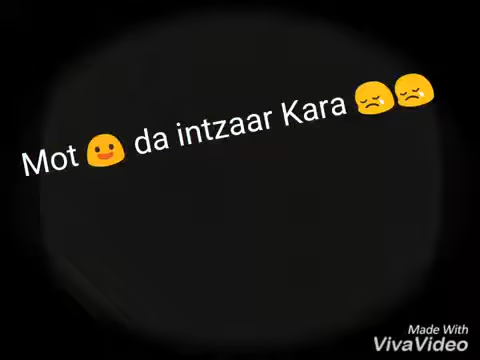 Mot 😃 da intzaar Kara 😢😢
Made With
VivaVideo